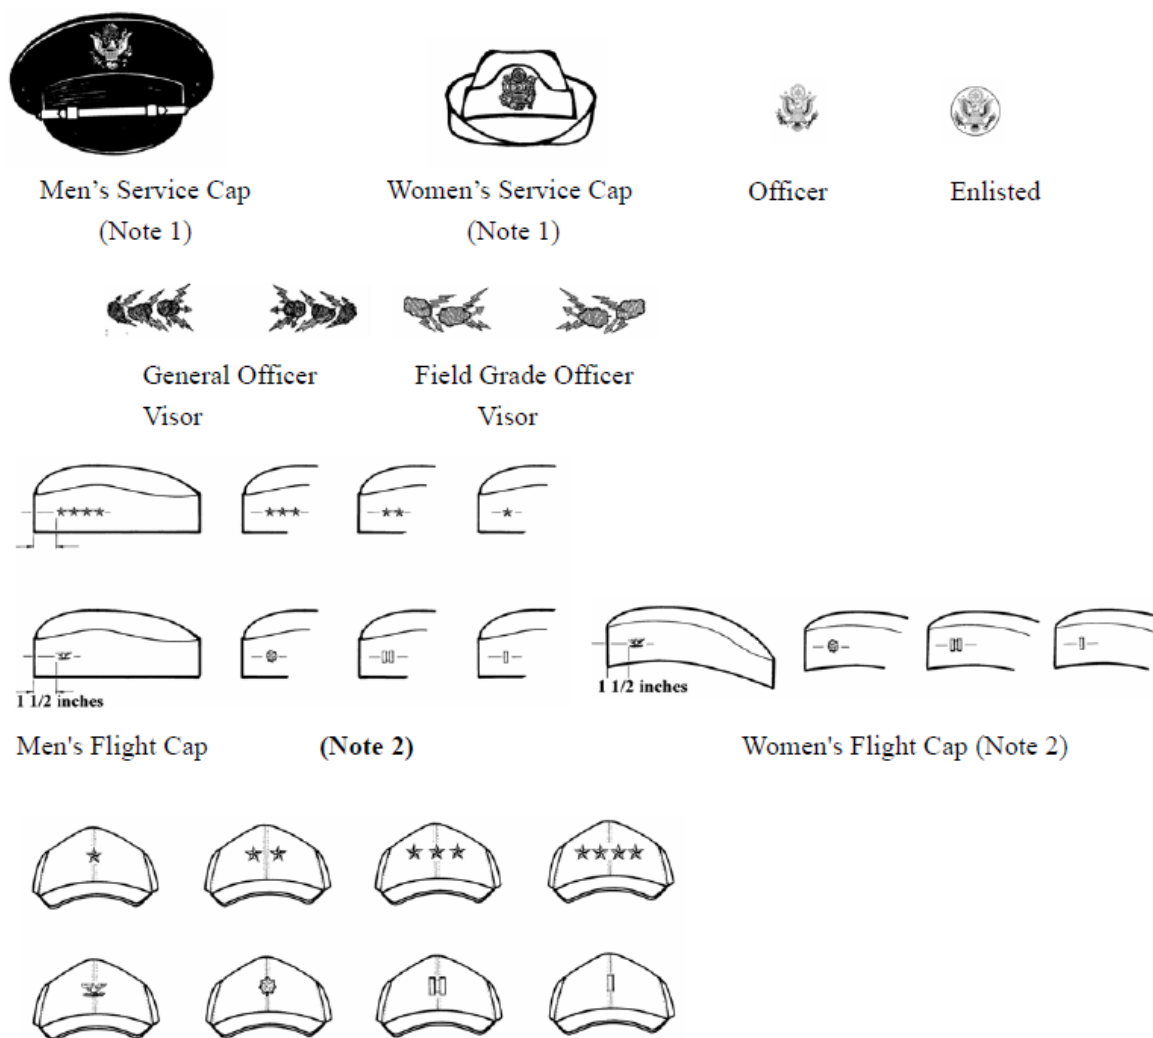 Men’s Service Cap
(Note 1)
Women’s Service Cap
(Note 1)
Officer
Enlisted
General Officer
Visor
Field Grade Officer
Visor
1 1/2 inches
1 1/2 inches
Men's Flight Cap
(Note 2)
Women's Flight Cap (Note 2)